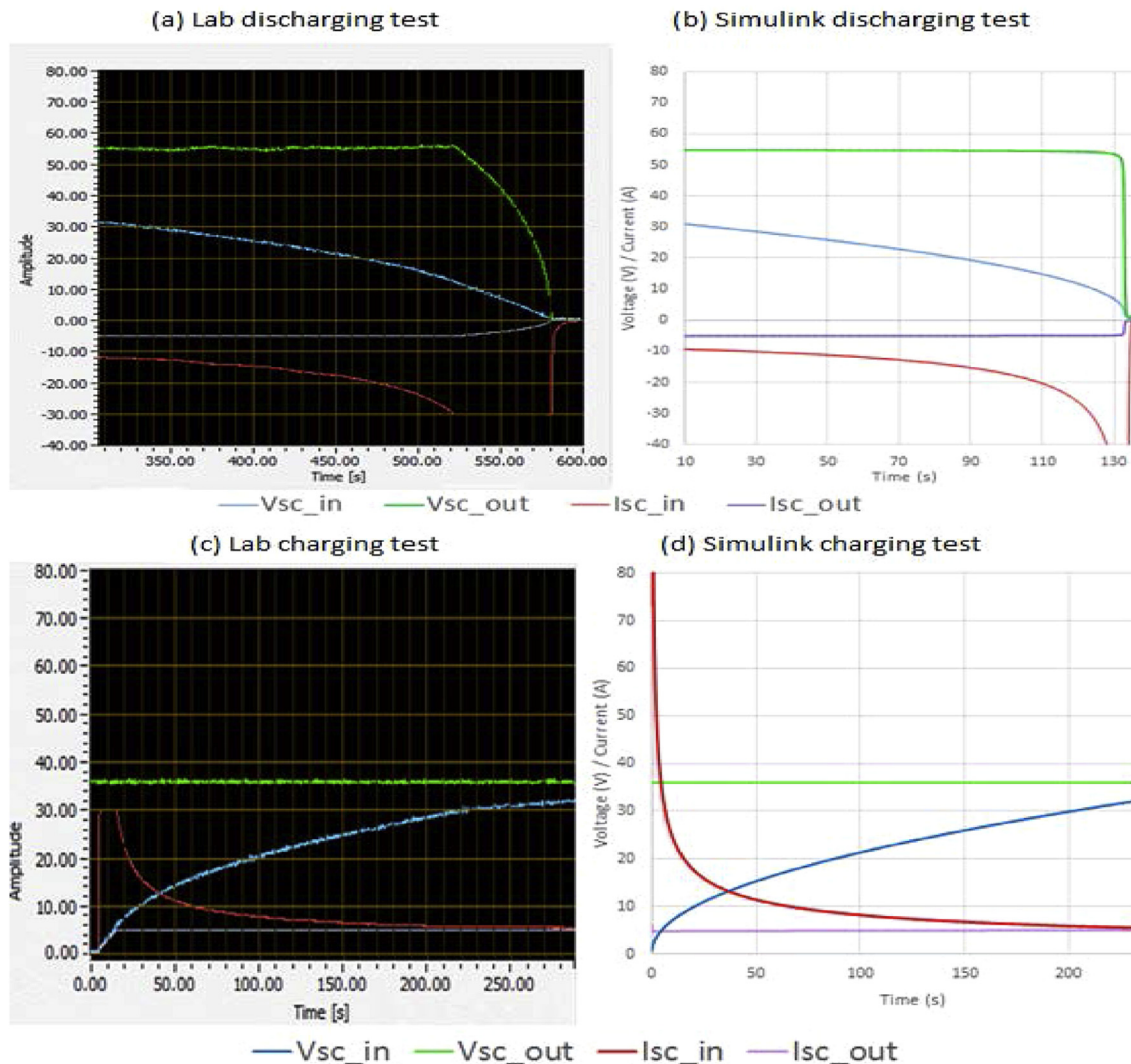 (a) Lab discharging test
(b) Simulink discharging test
80.00
70.00
60.00
50.00
40.00
30.00
20.00
10.00
0.00
-10.00
-20.00
-30.00
-40.00
Amplitude
350.00 400.00 450.00 500.00 550.00 600.00
Time [s]
80
70
60
50
40
30
20
10
0
-10
-20
-30
-40
Voltage (V) / Current (A)
10 30 50 70 90 110 130
Time (s)
Vsc_in Vsc_out Isc_in Isc_out
(c) Lab charging test
(d) Simulink charging test
80.00
70.00
60.00
50.00
40.00
30.00
20.00
10.00
0.00
Amplitude
0.00 50.00 100.00 150.00 200.00 250.00
Time [s]
80
70
60
50
40
30
20
10
0
Voltage (V) / Current (A)
0 50 100 150 200
Time (s)
Vsc_in Vsc_out Isc_in Isc_out